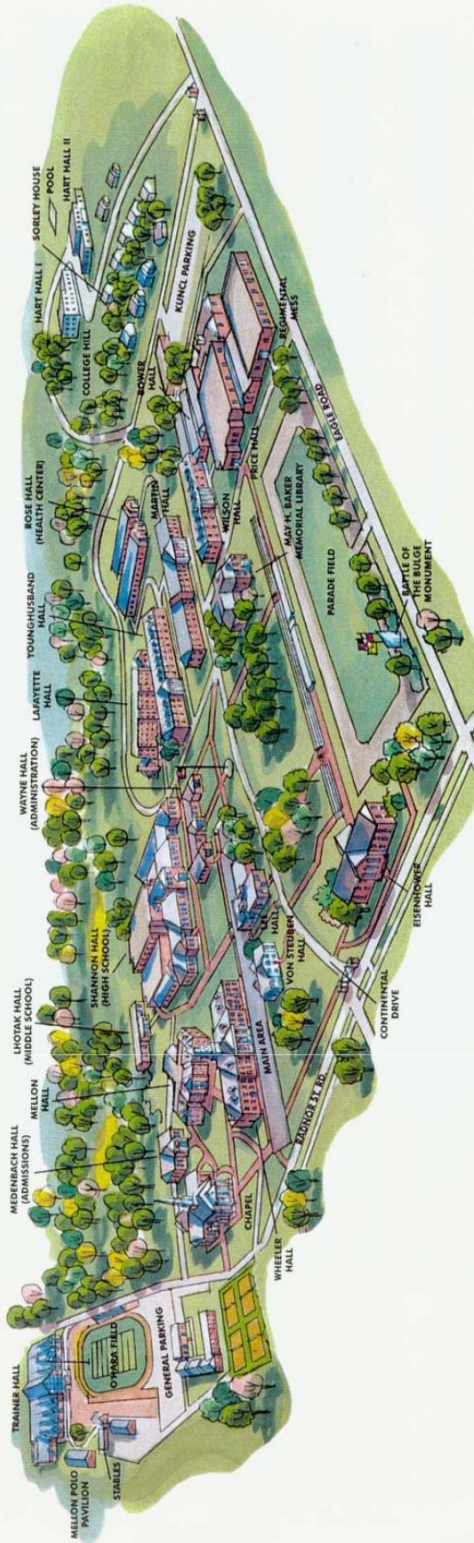 TRAINER HALL
MELLON POLO
PAVILION
STABLES
O'HARA FIELD
GENERAL PARKING
MEDENBACH HALL
(ADMISSIONS)
MELLON
HALL
LHOTAK HALL
(MIDDLE SCHOOL)
CHAPEL
WHEELER
HALL
MAIN AREA
RADNOR ST. RD.
SHANNON HALL
(HIGH SCHOOL)
WAYNE HALL
(ADMINISTRATION)
LEE
HALL
VON STEUBEN
HALL
CONTINENTAL
DRIVE
EISENHOWER
HALL
LAFAYETTE
HALL
YOUNGHUSBAND
HALL
ROSE HALL
(HEALTH CENTER)
MARTIN
HALL
WILSON
HALL
MAY H. BAKER
MEMORIAL LIBRARY
PARADE FIELD
BATTLE OF
THE BULGE
MONUMENT
EAGLE ROAD
PRICE HALL
REGIMENTAL
MESS
BOWER
HALL
KUNCL PARKING
COLLEGE HILL
HART HALL I
SORLEY HOUSE
POOL
HART HALL II